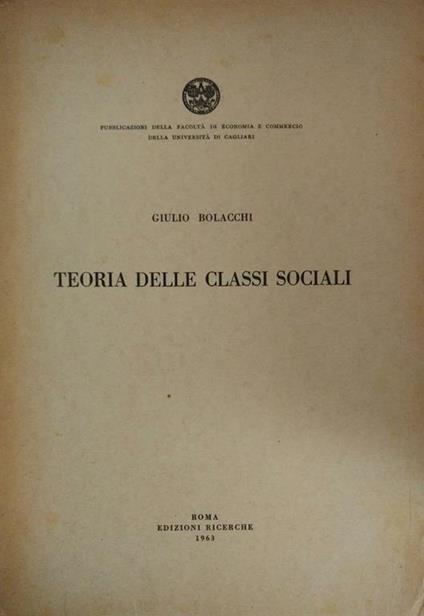 PUBBLICAZIONI DELLA FACOLTÀ DI ECONOMIA E COMMERCIO
DELLA UNIVERSITÀ DI CAGLIARI
GIULIO BOLACCHI
TEORIA DELLE CLASSI SOCIALI
ROMA
EDIZIONI RICERCHE
1963